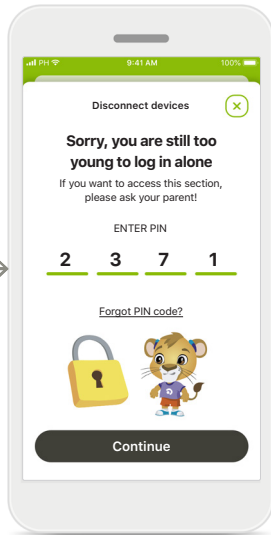 PH 9:41 AM 100%
Disconnect devices
Sorry, you are still too
young to log in alone
If you want to access this section,
please ask your parent!
ENTER PIN
2 3 7 1
Forgot PIN code?
Continue